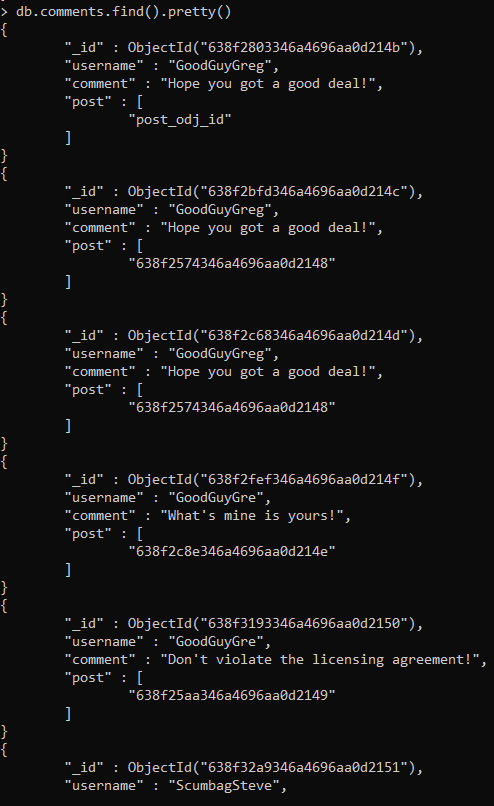 > db.comments.find().pretty()
{
"_id" : ObjectId("638f2803346a4696aa0d214b"),
"username" : "GoodGuyGreg",
"comment" : "Hope you got a good deal!",
"post" : [
"post_odj_id"
]
}
{
"_id" : ObjectId("638f2bfd346a4696aa0d214c"),
"username" : "GoodGuyGreg",
"comment" : "Hope you got a good deal!",
"post" : [
"638f2574346a4696aa0d2148"
]
}
{
"_id" : ObjectId("638f2c68346a4696aa0d214d"),
"username" : "GoodGuyGreg",
"comment" : "Hope you got a good deal!",
"post" : [
"638f2574346a4696aa0d2148"
]
}
{
"_id" : ObjectId("638f2fef346a4696aa0d214f"),
"username" : "GoodGuyGre",
"comment" : "What's mine is yours!",
"post" : [
"638f2c8e346a4696aa0d214e"
]
}
{
"_id" : ObjectId("638f3193346a4696aa0d2150"),
"username" : "GoodGuyGre",
"comment" : "Don't violate the licensing agreement!",
"post" : [
"638f25aa346a4696aa0d2149"
]
}
{
"_id" : ObjectId("638f32a9346a4696aa0d2151"),
"username" : "ScumbagSteve",